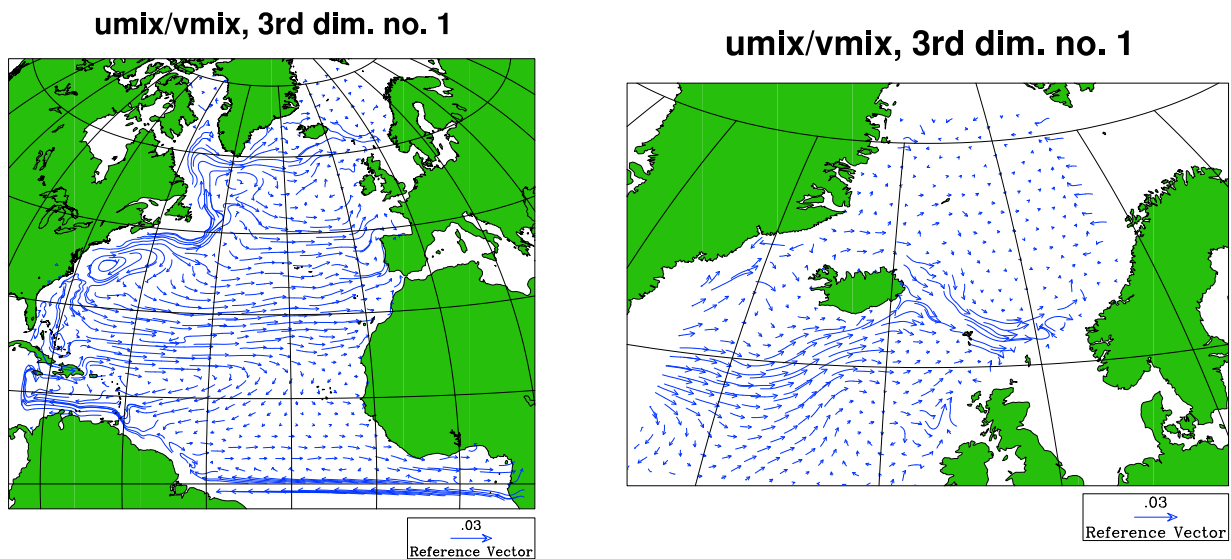 umix/vmix, 3rd dim. no. 1
.03
Reference Vector
umix/vmix, 3rd dim. no. 1
.03
Reference Vector